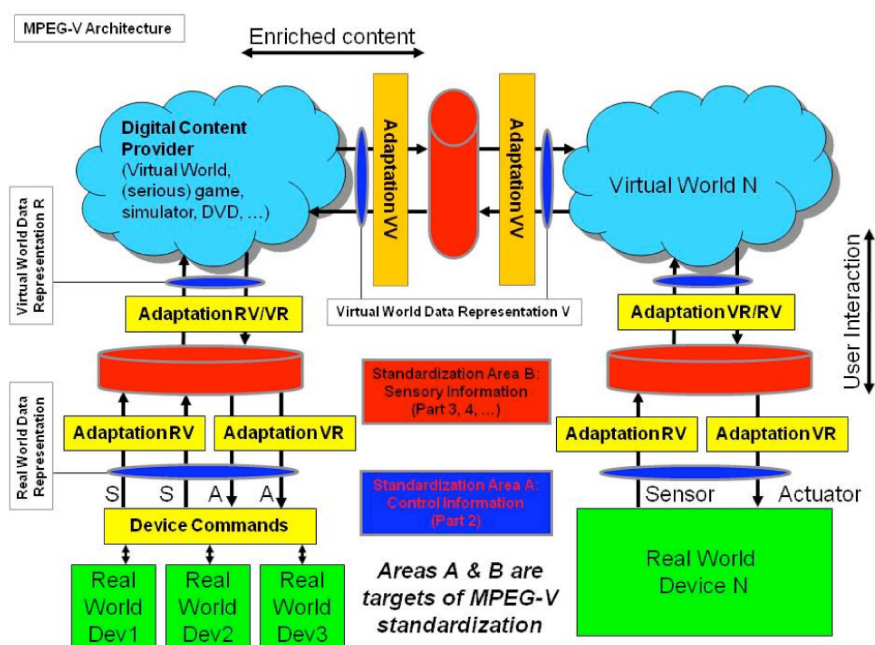 MPEG-V Architecture
Enriched content
Digital Content
Provider
(Virtual World,
(serious) game,
simulator, DVD, ...)
Adaptation VV
Adaptation VV
Virtual World N
Virtual World Data
Representation R
Adaptation RV/VR
Virtual World Data Representation V
Adaptation VR/RV
User Interaction
Standardization Area B:
Sensory Information
(Part 3, 4, ...)
Adaptation RV
Adaptation VR
Adaptation RV
Adaptation VR
Real World Data
Representation
S
S
A
A
Standardization Area A:
Control Information
(Part 2)
Sensor
Actuator
Device Commands
Real
World
Dev1
Real
World
Dev2
Real
World
Dev3
Areas A & B are
targets of MPEG-V
standardization
Real World
Device N